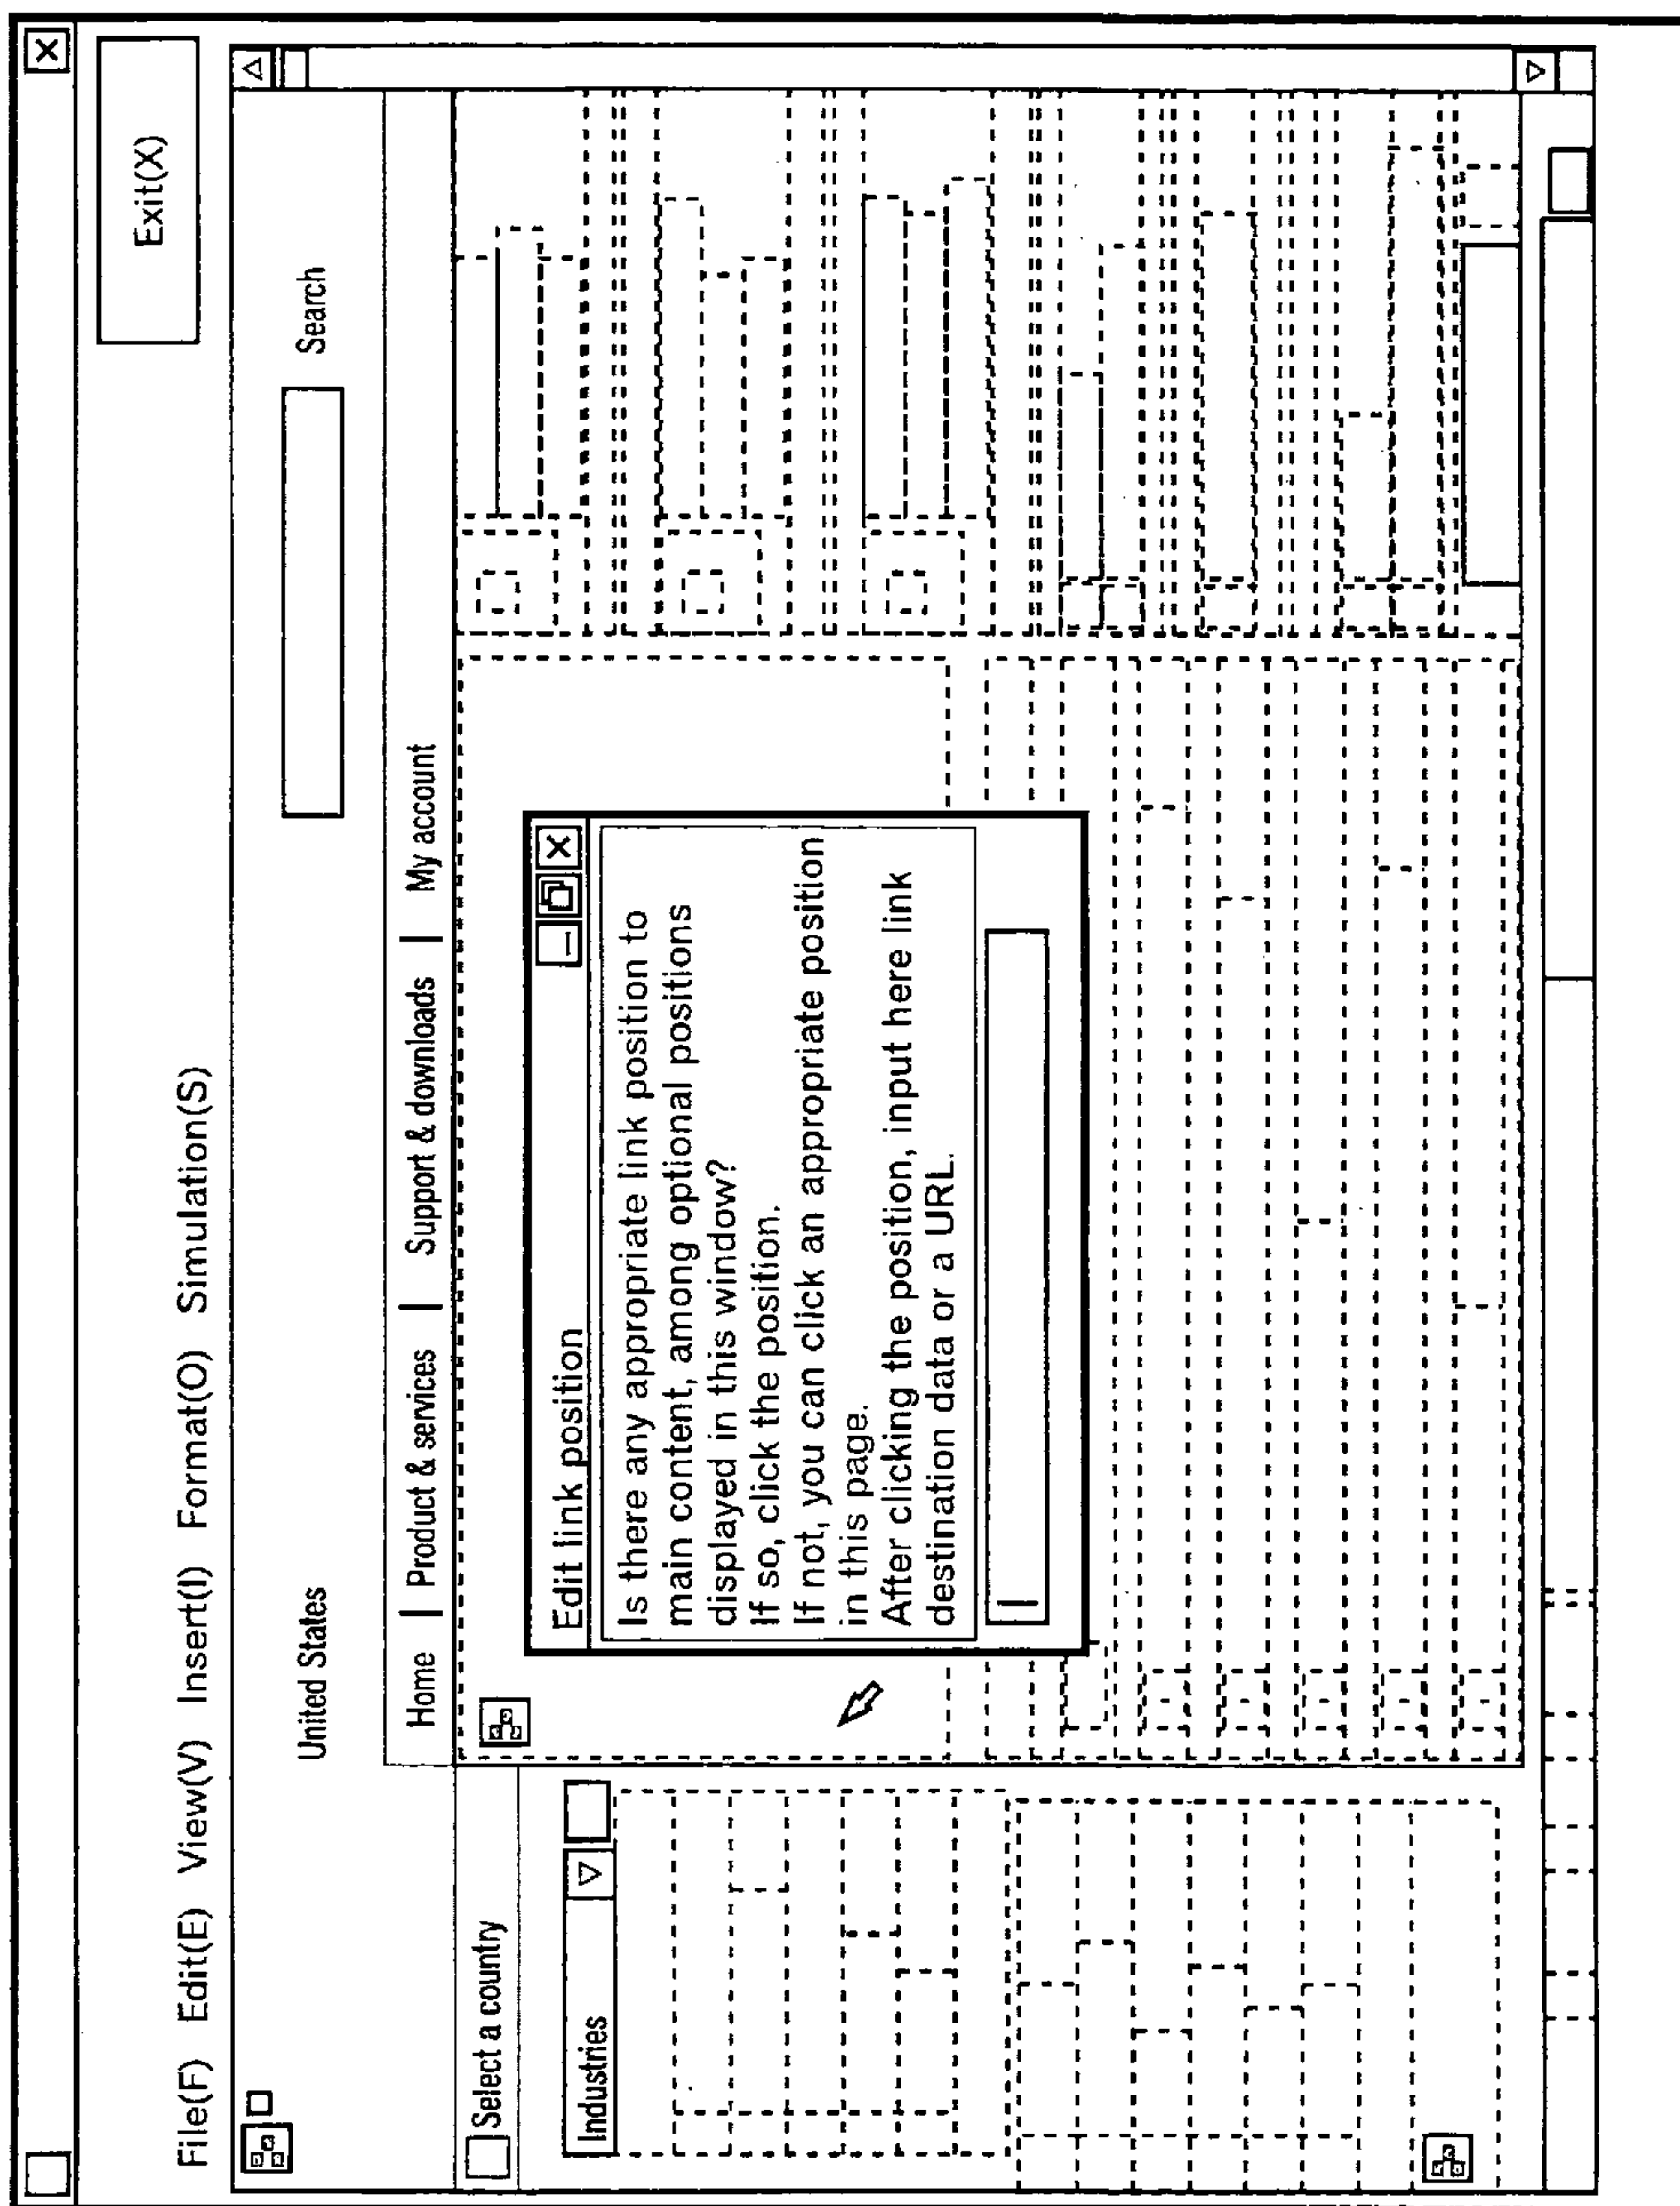 Exit(X)
File(F) Edit(E) View(V) Insert(I) Format(O) Simulation(S)
United States
Search
Home | Product & services | Support & downloads | My account
Select a country
Industries
Edit link position
Is there any appropriate link position to
main content, among optional positions
displayed in this window?
If so, click the position.
If not, you can click an appropriate position
in this page.
After clicking the position, input here link
destination data or a URL.